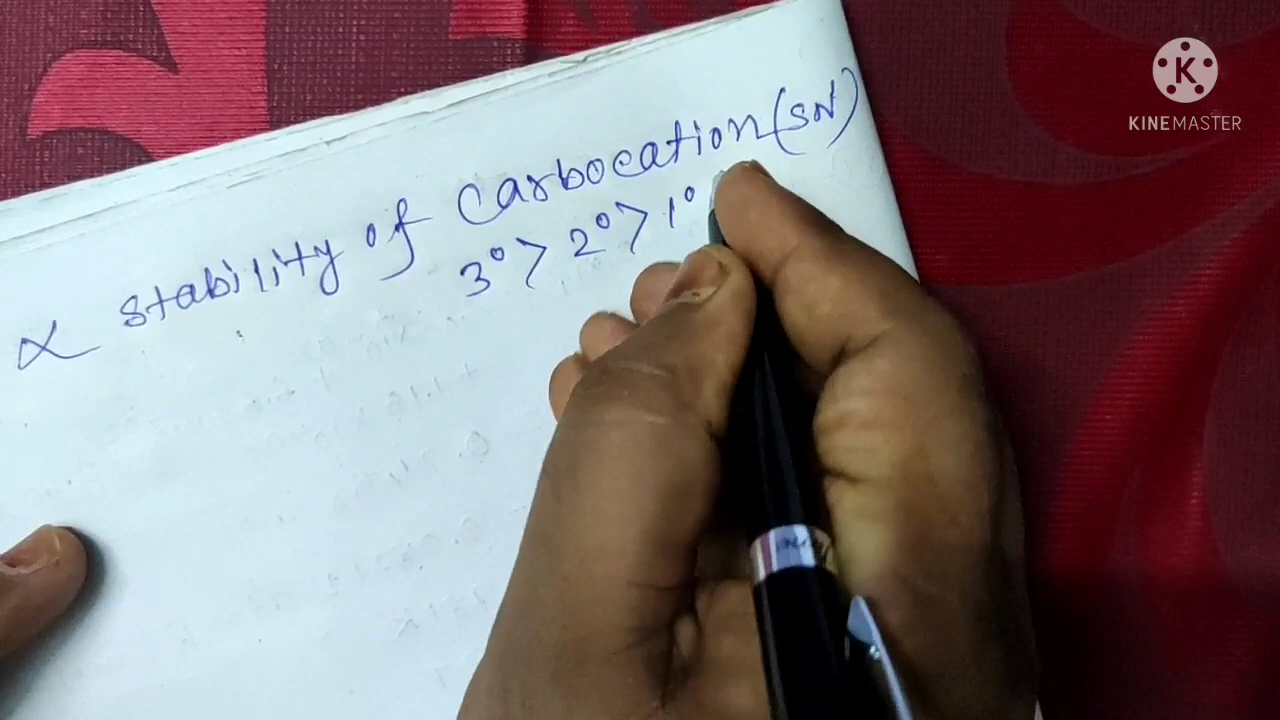 ∝ stability of carbocation (SN)
3° > 2° > 1°
K
KINEMASTER